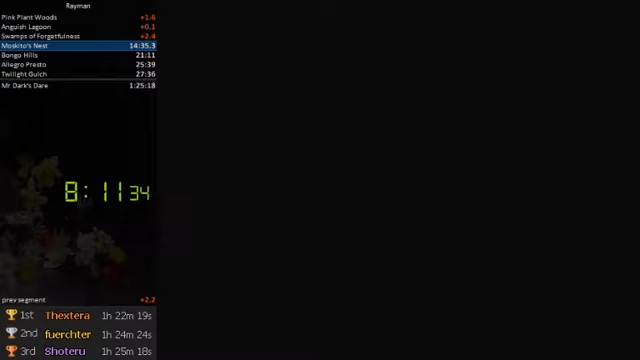 Rayman
Pink Plant Woods +1.6
Anguish Lagoon +0.1
Swamps of Forgetfulness +2.4
Moskito's Nest 14:35.3
Bongo Hills 21:11
Allegro Presto 25:39
Twilight Gulch 27:36
Mr Dark's Dare 1:25:18
8:11 34
prev segment +2.2
1st Thextera 1h 22m 19s
2nd fuerchter 1h 24m 24s
3rd Shoteru 1h 25m 18s